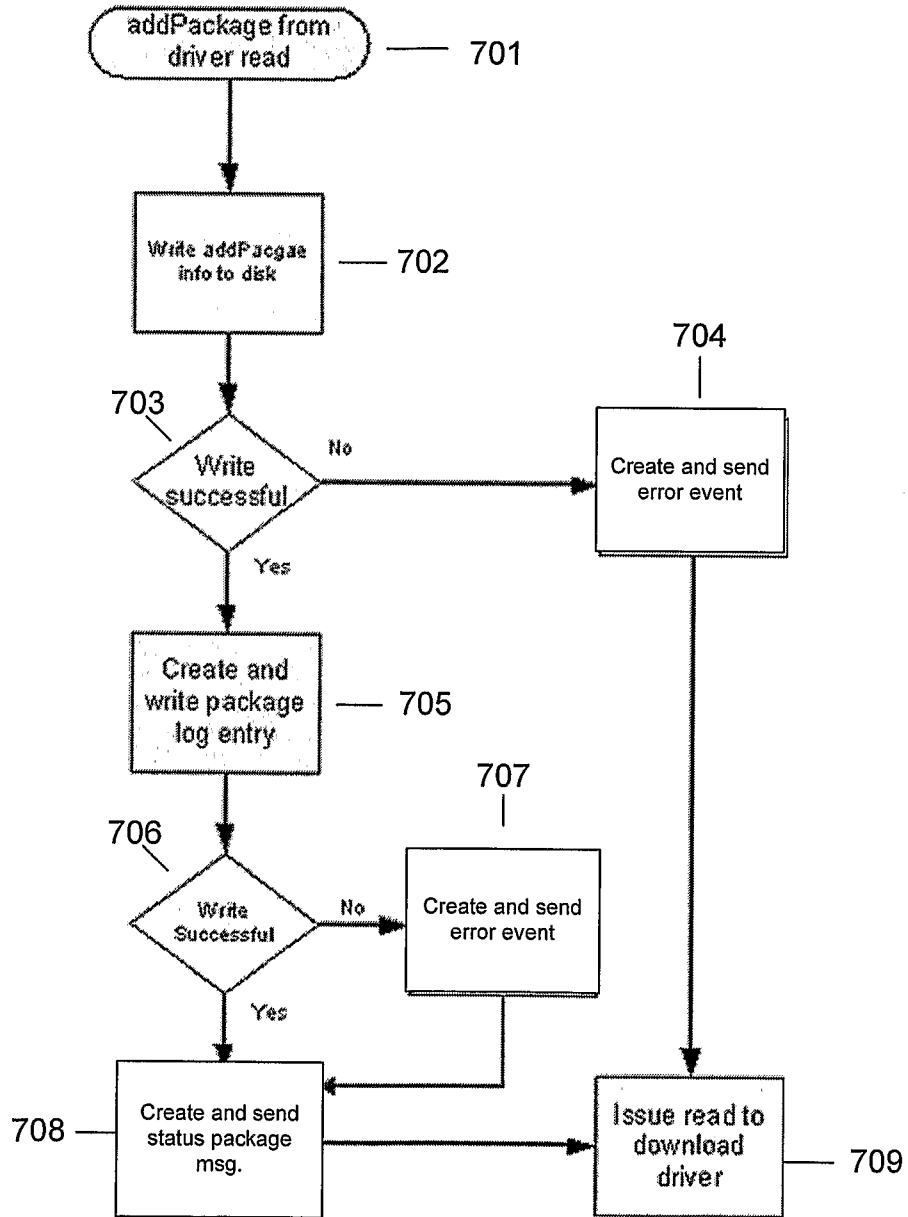 addPackage from
driver read
701
Write addPacgae
info to disk
702
704
703
Write
successful
No
Create and send
error event
Yes
Create and
write package
log entry
705
707
706
Write
Successful
No
Create and send
error event
Yes
708
Create and send
status package
msg.
Issue read to
download
driver
709